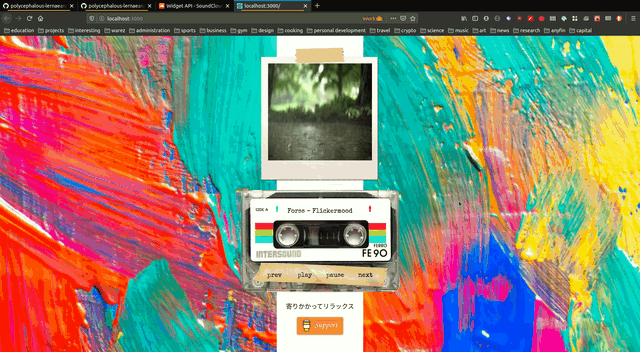 polycephalous-lernaean
polycephalous-lernaean
Widget API - SoundCloud
localhost:3000/
localhost:3000
Work
education
projects
interesting
warez
administration
sports
business
gym
design
cooking
personal development
travel
crypto
science
music
art
news
research
anyfin
capital
SIDE A
Forss - Flickermood
INTERSOUND
FERRO
FE 90
prev
play
pause
next
寄りかかってリラックス
Support